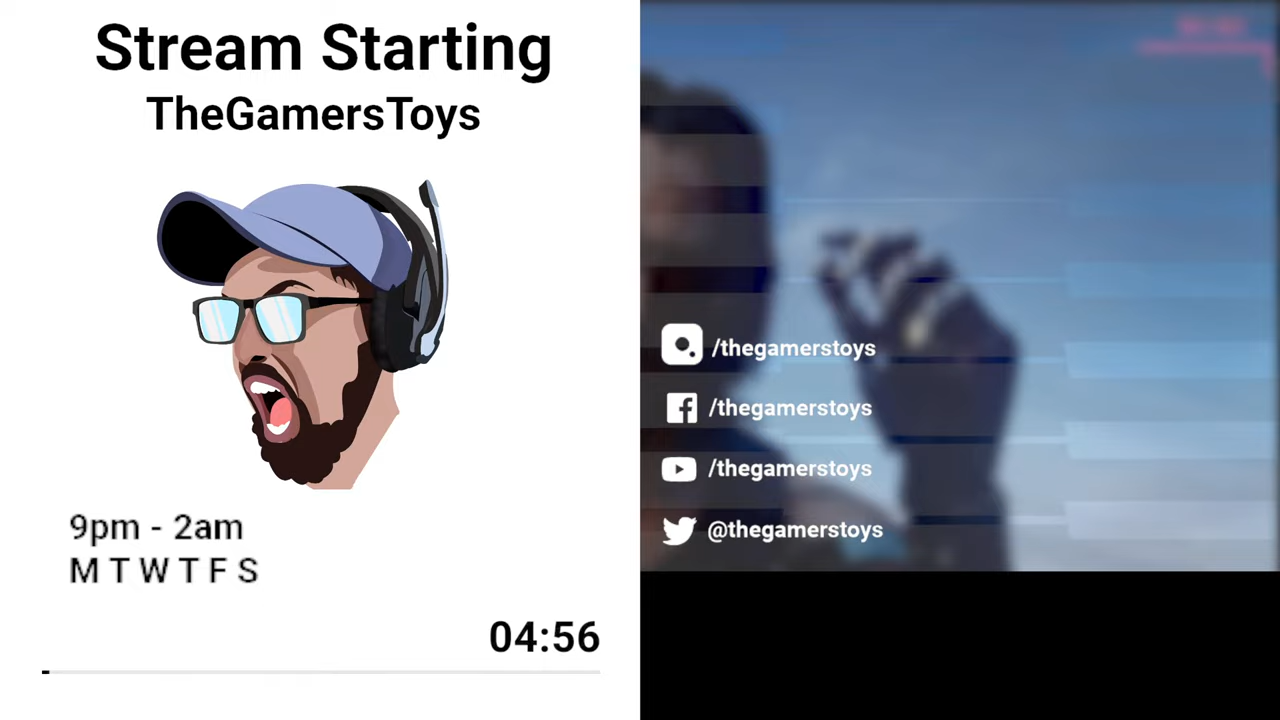 Stream Starting
TheGamersToys
9pm - 2am
M T W T F S
04:56
/thegamerstoys
/thegamerstoys
/thegamerstoys
@thegamerstoys